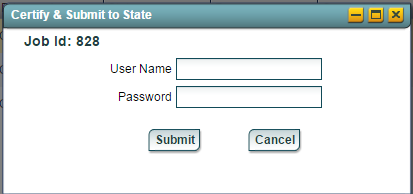 Certify & Submit to State
Job Id: 828
User Name
Password
Submit Cancel